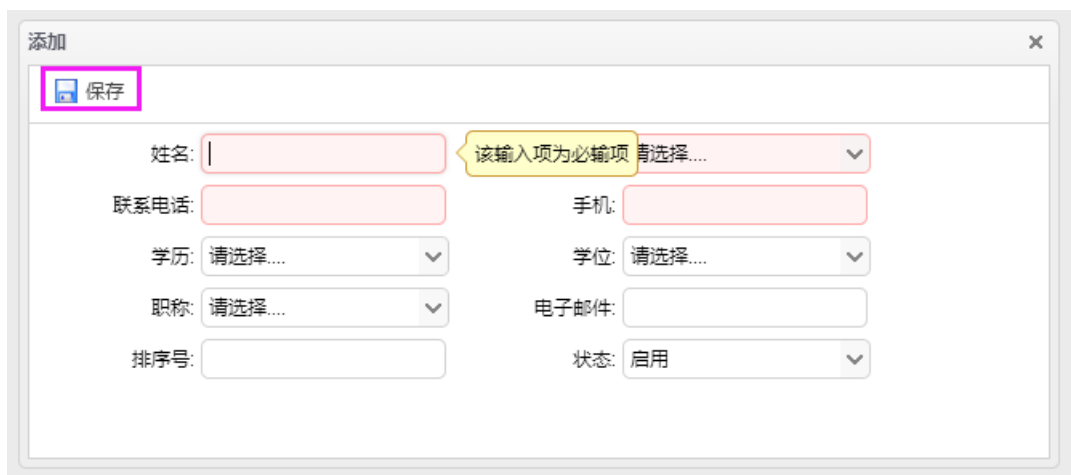 添加
保存
姓名: 该输入项为必输项 请选择....
联系电话: 手机:
学历: 请选择.... 学位: 请选择....
职称: 请选择.... 电子邮件:
排序号: 状态: 启用